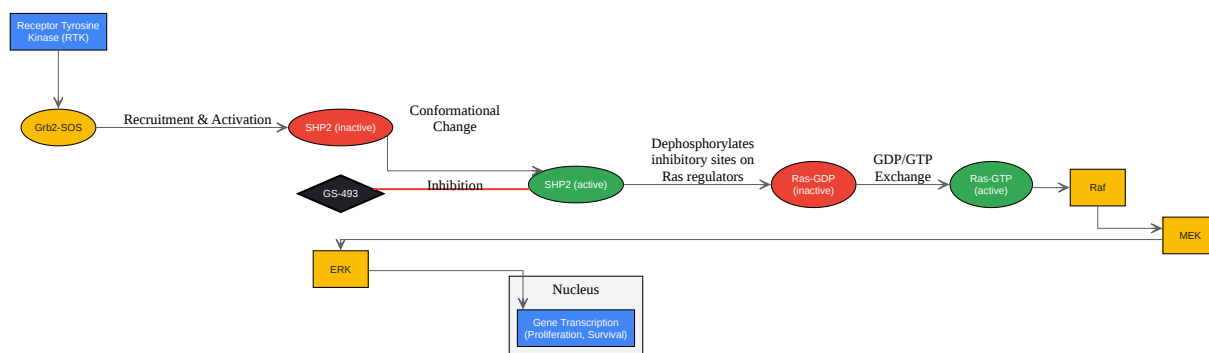 Receptor Tyrosine
Kinase (RTK)
Grb2-SOS
Recruitment & Activation
SHP2 (inactive)
Conformational
Change
GS-493
Inhibition
SHP2 (active)
Dephosphorylates
inhibitory sites on
Ras regulators
Ras-GDP
(inactive)
GDP/GTP
Exchange
Ras-GTP
(active)
Raf
MEK
ERK
Nucleus
Gene Transcription
(Proliferation, Survival)